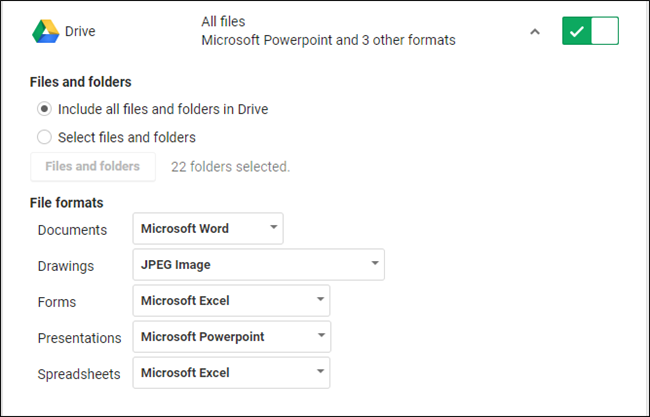 Drive
All files
Microsoft Powerpoint and 3 other formats
Files and folders
Include all files and folders in Drive
Select files and folders
Files and folders 22 folders selected.
File formats
Documents Microsoft Word
Drawings JPEG Image
Forms Microsoft Excel
Presentations Microsoft Powerpoint
Spreadsheets Microsoft Excel